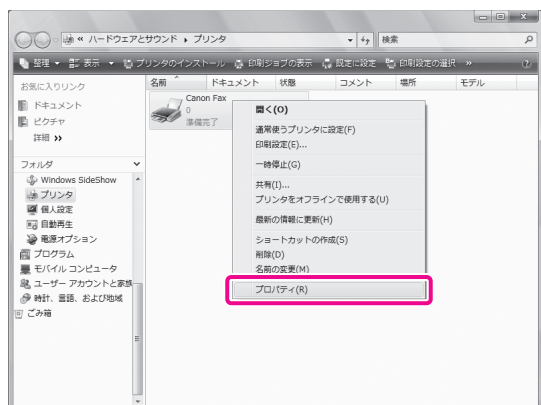 « ハードウェアとサウンド ▸ プリンタ
検索
整理 表示 プリンタのインストール 印刷ジョブの表示 既定に設定 印刷設定の選択 »
お気に入りリンク
ドキュメント
ピクチャ
詳細 »
フォルダ
Windows SideShow
プリンタ
個人設定
自動再生
電源オプション
プログラム
モバイル コンピュータ
ユーザー アカウントと家族
時計、言語、および地域
ごみ箱
名前 ドキュメント 状態 コメント 場所 モデル
Canon Fax
0
準備完了
開く(O)
通常使うプリンタに設定(F)
印刷設定(E)...
一時停止(G)
共有(I)...
プリンタをオフラインで使用する(U)
最新の情報に更新(H)
ショートカットの作成(S)
削除(D)
名前の変更(M)
プロパティ(R)